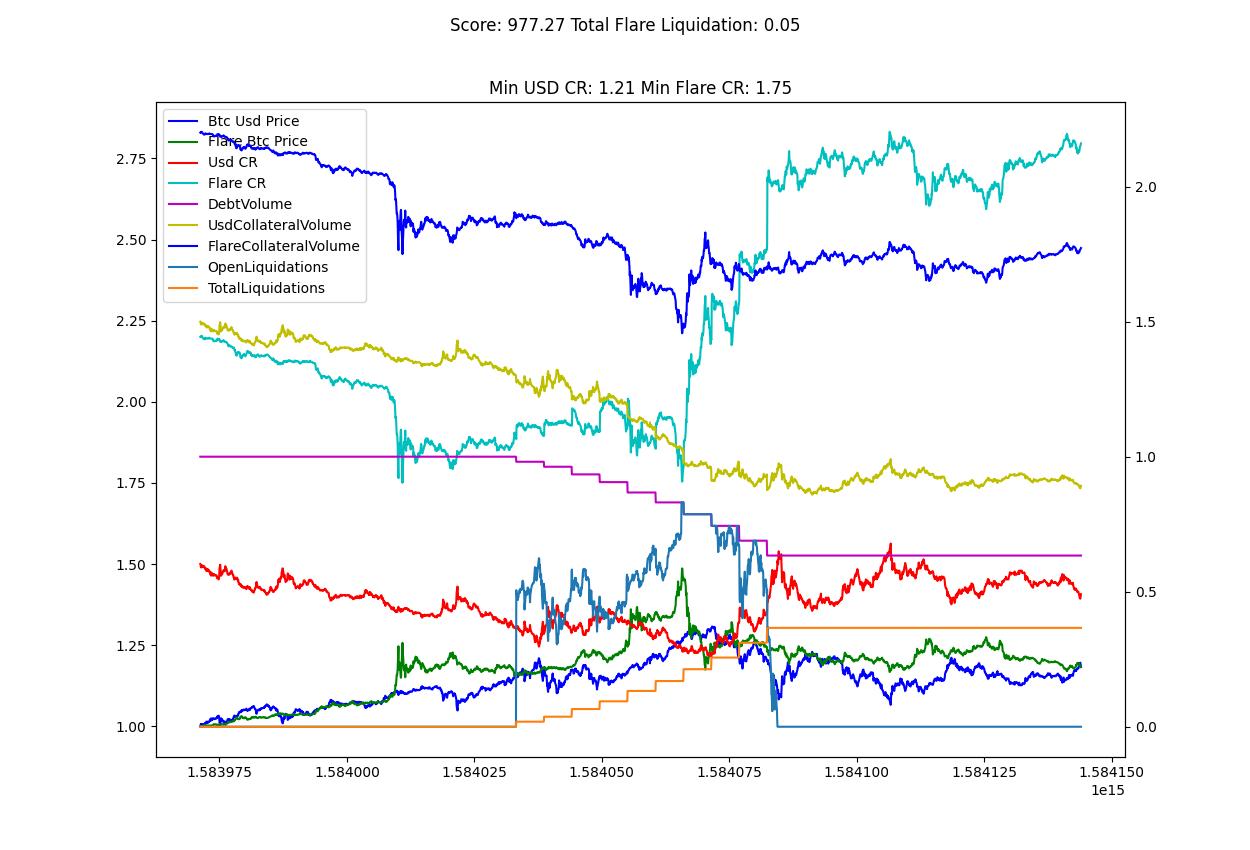 Score: 977.27 Total Flare Liquidation: 0.05
Min USD CR: 1.21 Min Flare CR: 1.75
Btc Usd Price
Flare Btc Price
Usd CR
Flare CR
DebtVolume
UsdCollateralVolume
FlareCollateralVolume
OpenLiquidations
TotalLiquidations
2.75
2.50
2.25
2.00
1.75
1.50
1.25
1.00
2.0
1.5
1.0
0.5
0.0
1.583975 1.584000 1.584025 1.584050 1.584075 1.584100 1.584125 1.584150
1e15